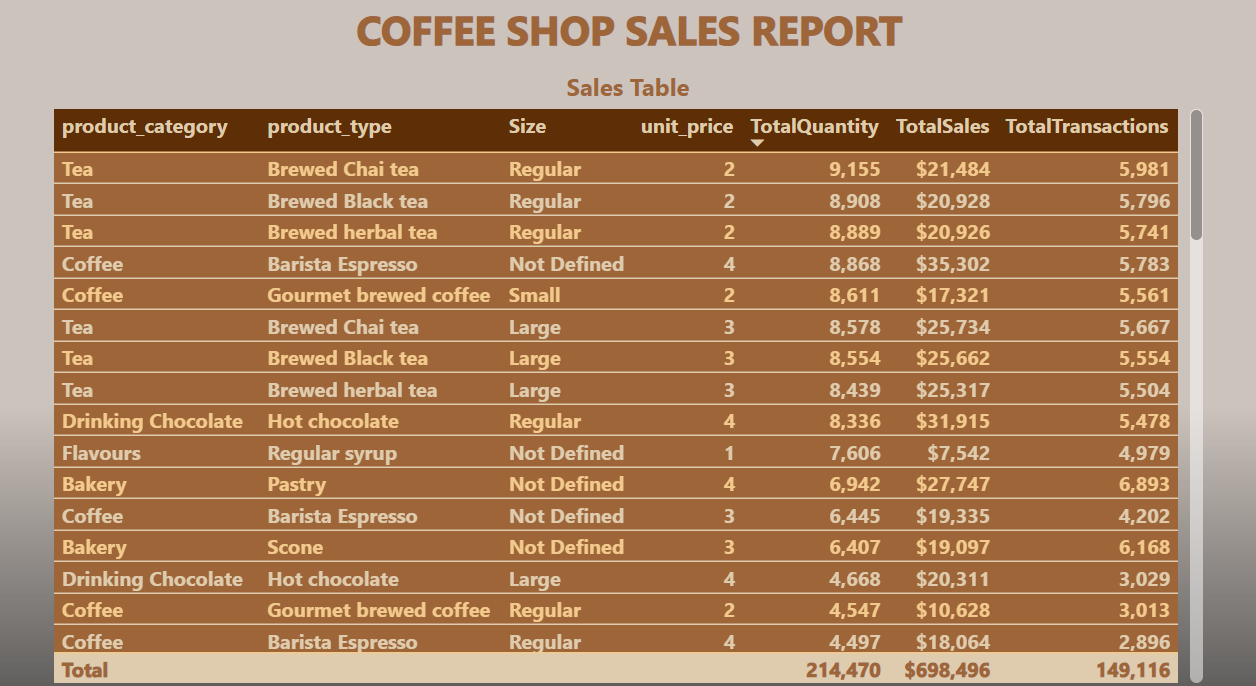 COFFEE SHOP SALES REPORT
Sales Table
product_category product_type Size unit_price TotalQuantity TotalSales TotalTransactions
Tea Brewed Chai tea Regular 2 9,155 $21,484 5,981
Tea Brewed Black tea Regular 2 8,908 $20,928 5,796
Tea Brewed herbal tea Regular 2 8,889 $20,926 5,741
Coffee Barista Espresso Not Defined 4 8,868 $35,302 5,783
Coffee Gourmet brewed coffee Small 2 8,611 $17,321 5,561
Tea Brewed Chai tea Large 3 8,578 $25,734 5,667
Tea Brewed Black tea Large 3 8,554 $25,662 5,554
Tea Brewed herbal tea Large 3 8,439 $25,317 5,504
Drinking Chocolate Hot chocolate Regular 4 8,336 $31,915 5,478
Flavours Regular syrup Not Defined 1 7,606 $7,542 4,979
Bakery Pastry Not Defined 4 6,942 $27,747 6,893
Coffee Barista Espresso Not Defined 3 6,445 $19,335 4,202
Bakery Scone Not Defined 3 6,407 $19,097 6,168
Drinking Chocolate Hot chocolate Large 4 4,668 $20,311 3,029
Coffee Gourmet brewed coffee Regular 2 4,547 $10,628 3,013
Coffee Barista Espresso Regular 4 4,497 $18,064 2,896
Total 214,470 $698,496 149,116